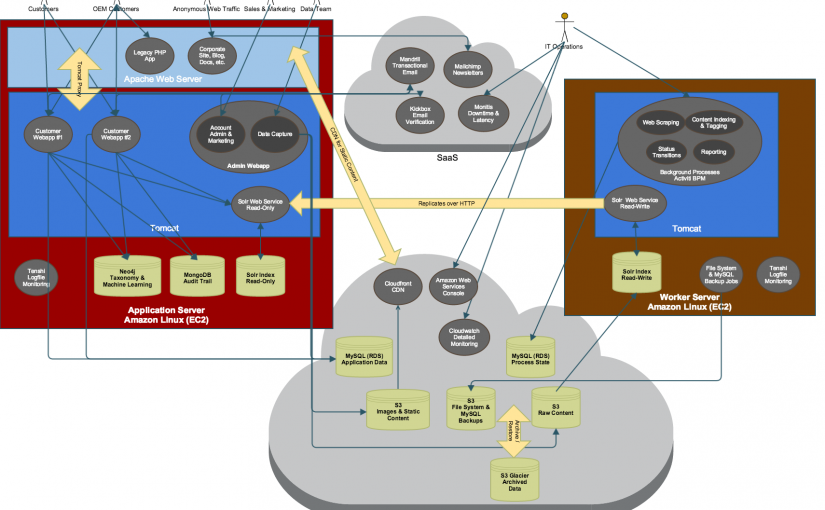 Customers
OEM Customers
Anonymous Web Traffic
Sales & Marketing
Data Team
IT Operations
Legacy PHP
App
Corporate
Site, Blog,
Docs, etc.
Apache Web Server
Tomcat Proxy
Mandrill
Transactional
Email
Mailchimp
Newsletters
Kickbox
Email
Verification
Monitis
Downtime &
Latency
SaaS
Customer
Webapp #1
Customer
Webapp #2
Account
Admin &
Marketing
Data Capture
Admin Webapp
CDN for Static Content
Solr Web Service
Read-Only
Tomcat
Replicates over HTTP
Web Scraping
Content Indexing
& Tagging
Status
Transitions
Reporting
Background Processes
Activiti BPM
Solr Web Service
Read-Write
Tomcat
Tenshi
Logfile
Monitoring
Neo4j
Taxonomy &
Machine Learning
MongoDB
Audit Trail
Solr Index
Read-Only
Application Server
Amazon Linux (EC2)
Solr Index
Read-Write
File System
& MySQL
Backup Jobs
Tenshi
Logfile
Monitoring
Worker Server
Amazon Linux (EC2)
Cloudfront
CDN
Amazon Web
Services
Console
Cloudwatch
Detailed
Monitoring
MySQL (RDS)
Application Data
MySQL (RDS)
Process State
S3
Images & Static
Content
S3
File System &
MySQL
Backups
S3
Raw Content
Archive /
Restore
S3 Glacier
Archived
Data